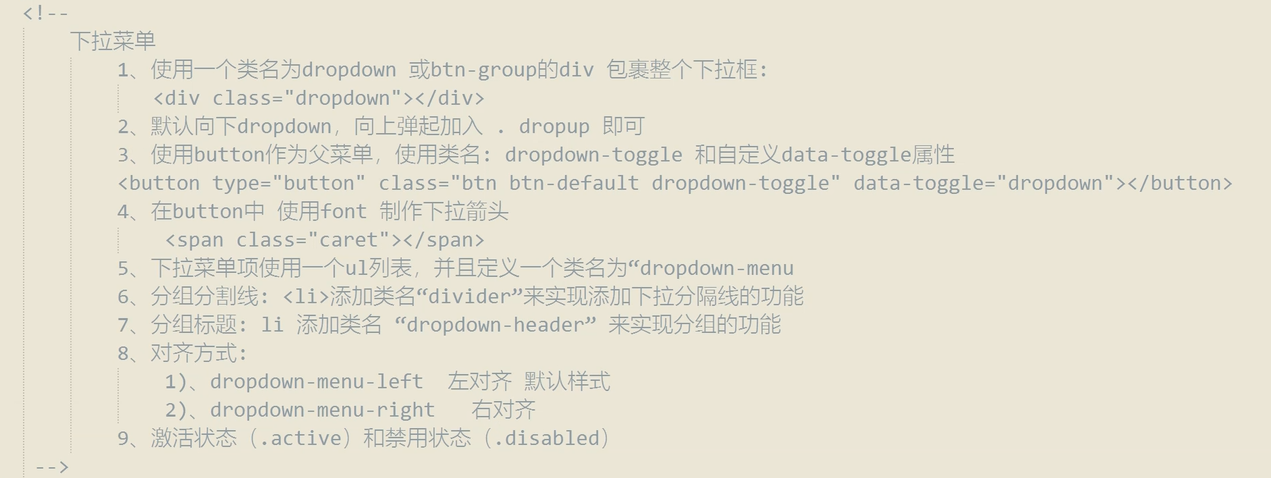 <!--
下拉菜单
1、使用一个类名为dropdown 或btn-group的div 包裹整个下拉框:
<div class="dropdown"></div>
2、默认向下dropdown，向上弹起加入 . dropup 即可
3、使用button作为父菜单，使用类名: dropdown-toggle 和自定义data-toggle属性
<button type="button" class="btn btn-default dropdown-toggle" data-toggle="dropdown"></button>
4、在button中 使用font 制作下拉箭头
<span class="caret"></span>
5、下拉菜单项使用一个ul列表，并且定义一个类名为“dropdown-menu
6、分组分割线: <li>添加类名“divider”来实现添加下拉分隔线的功能
7、分组标题: li 添加类名 “dropdown-header” 来实现分组的功能
8、对齐方式:
1)、dropdown-menu-left  左对齐 默认样式
2)、dropdown-menu-right   右对齐
9、激活状态（.active）和禁用状态（.disabled）
-->